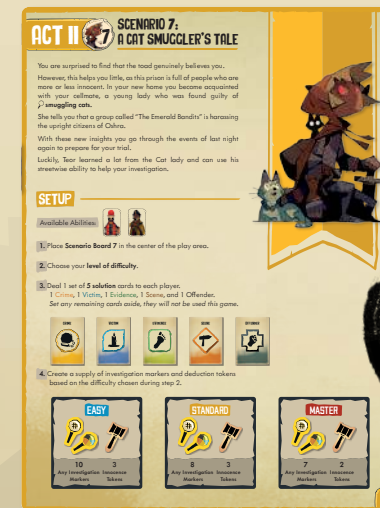 ACT II
7
SCENARIO 7:
A CAT SMUGGLER'S TALE
You are surprised to find that the toad genuinely believes you.
However, this helps you little, as this prison is full of people who are
more or less innocent. In your new home you become acquainted
with your cellmate, a young lady who was found guilty of
smuggling cats.
She tells you that a group called "The Emerald Bandits" is harassing
the upright citizens of Oshra.
With these new insights you go through the events of last night
again to prepare for your trial.
Luckily, Tear learned a lot from the Cat lady and can use his
streetwise ability to help your investigation.
SETUP
Available Abilities:
1. Place Scenario Board 7 in the center of the play area.
2. Choose your level of difficulty.
3. Deal 1 set of 5 solution cards to each player.
1 Crime, 1 Victim, 1 Evidence, 1 Scene, and 1 Offender.
Set any remaining cards aside, they will not be used this game.
CRIME VICTIM EVIDENCE SCENE OFFENDER
4. Create a supply of investigation markers and deduction tokens
based on the difficulty chosen during step 2.
EASY STANDARD MASTER
10 3 8 3 7 2
Any Investigation Innocence Any Investigation Innocence Any Investigation Innocence
Markers Tokens Markers Tokens Markers Tokens